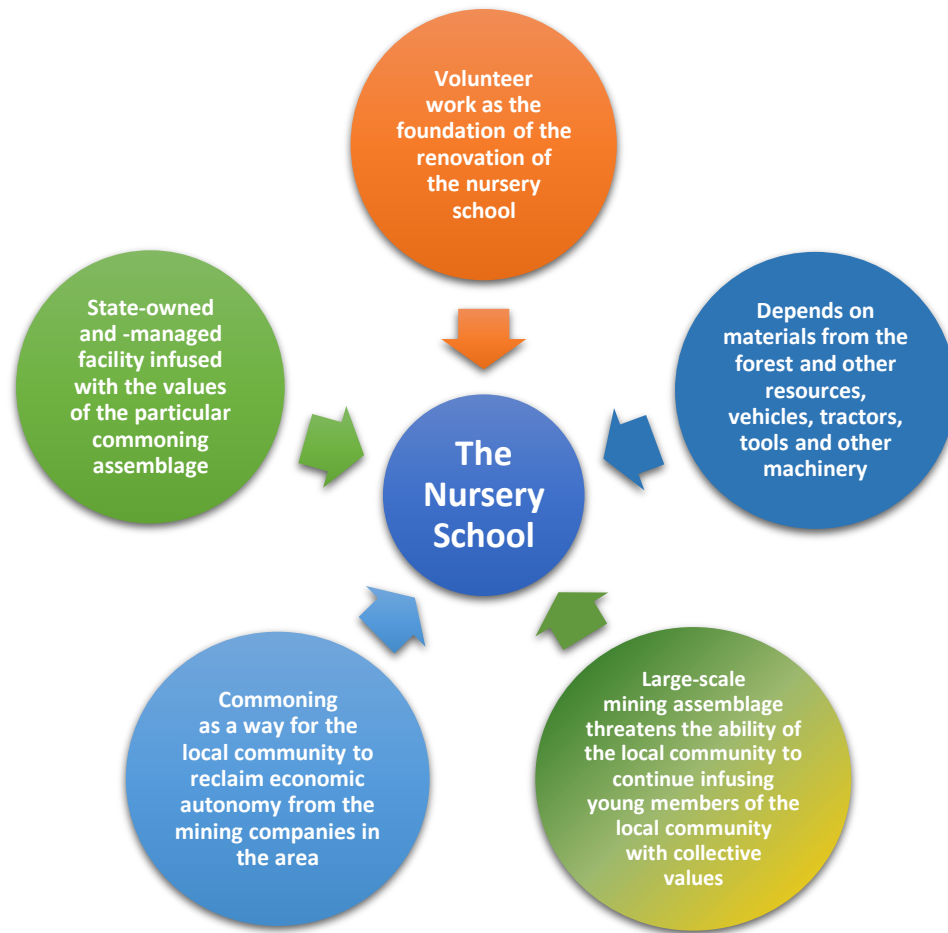 Volunteer
work as the
foundation of the
renovation of
the nursery
school
State-owned
and -managed
facility infused
with the values
of the particular
commoning
assemblage
Depends on
materials from the
forest and other
resources,
vehicles, tractors,
tools and other
machinery
The
Nursery
School
Commoning
as a way for the
local community to
reclaim economic
autonomy from the
mining companies in
the area
Large-scale
mining assemblage
threatens the ability of
the local community to
continue infusing
young members of the
local community
with collective
values